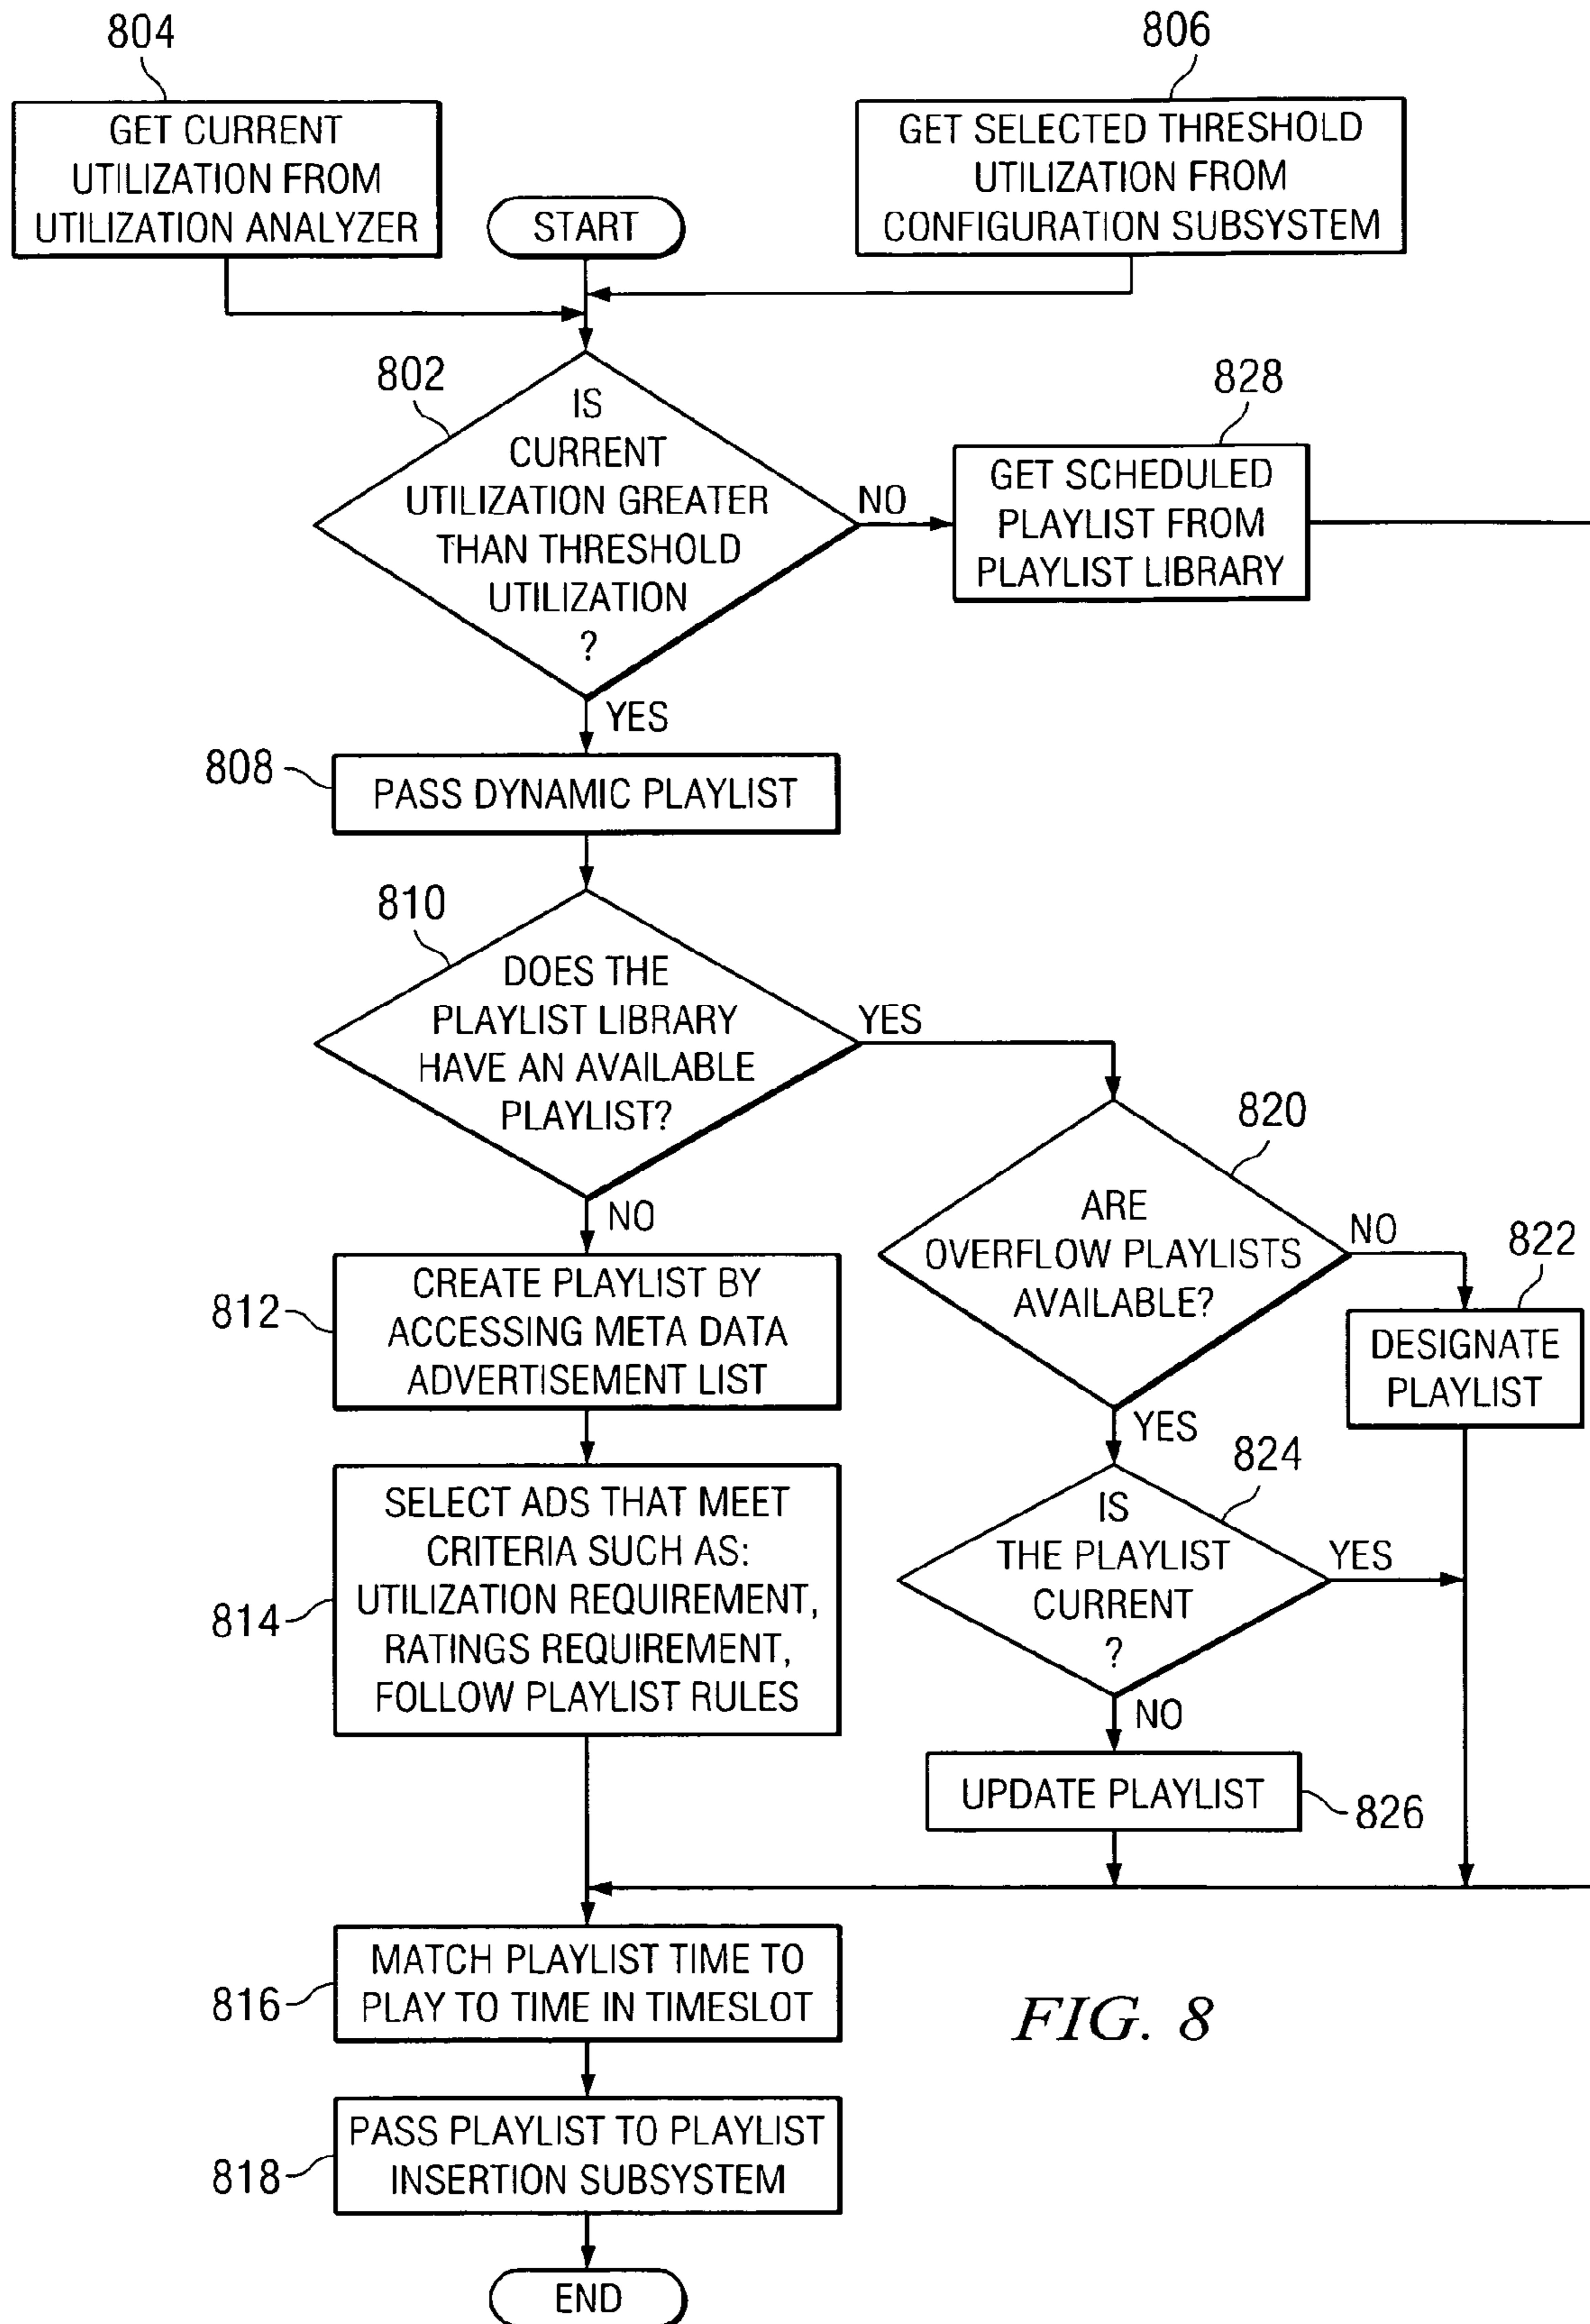 804
GET CURRENT
UTILIZATION FROM
UTILIZATION ANALYZER
START
806
GET SELECTED THRESHOLD
UTILIZATION FROM
CONFIGURATION SUBSYSTEM
802
IS
CURRENT
UTILIZATION GREATER
THAN THRESHOLD
UTILIZATION
?
NO
828
GET SCHEDULED
PLAYLIST FROM
PLAYLIST LIBRARY
YES
808
PASS DYNAMIC PLAYLIST
810
DOES THE
PLAYLIST LIBRARY
HAVE AN AVAILABLE
PLAYLIST?
YES
NO
820
ARE
OVERFLOW PLAYLISTS
AVAILABLE?
NO
822
DESIGNATE
PLAYLIST
812
CREATE PLAYLIST BY
ACCESSING META DATA
ADVERTISEMENT LIST
YES
824
IS
THE PLAYLIST
CURRENT
?
YES
814
SELECT ADS THAT MEET
CRITERIA SUCH AS:
UTILIZATION REQUIREMENT,
RATINGS REQUIREMENT,
FOLLOW PLAYLIST RULES
NO
UPDATE PLAYLIST
826
816
MATCH PLAYLIST TIME TO
PLAY TO TIME IN TIMESLOT
FIG. 8
818
PASS PLAYLIST TO PLAYLIST
INSERTION SUBSYSTEM
END